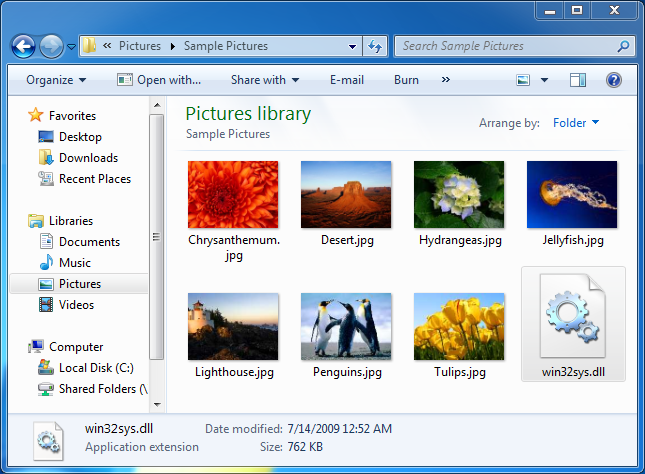 « Pictures ▸ Sample Pictures
Search Sample Pictures
Organize Open with... Share with E-mail Burn »
Favorites
Desktop
Downloads
Recent Places
Libraries
Documents
Music
Pictures
Videos
Computer
Local Disk (C:)
Shared Folders (\
Pictures library
Sample Pictures
Arrange by: Folder
Chrysanthemum.
jpg
Desert.jpg
Hydrangeas.jpg
Jellyfish.jpg
Lighthouse.jpg
Penguins.jpg
Tulips.jpg
win32sys.dll
win32sys.dll Date modified: 7/14/2009 12:52 AM
Application extension Size: 762 KB